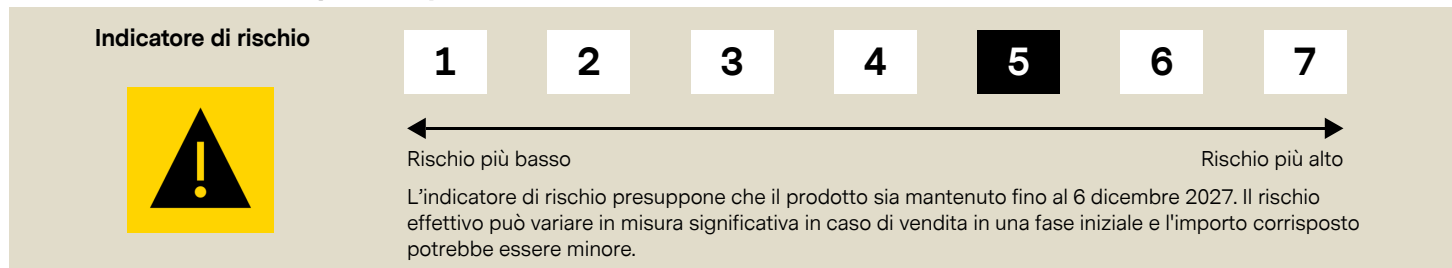 Indicatore di rischio
1 2 3 4 5 6 7
Rischio più basso Rischio più alto
L'indicatore di rischio presuppone che il prodotto sia mantenuto fino al 6 dicembre 2027. Il rischio
effettivo può variare in misura significativa in caso di vendita in una fase iniziale e l'importo corrisposto
potrebbe essere minore.